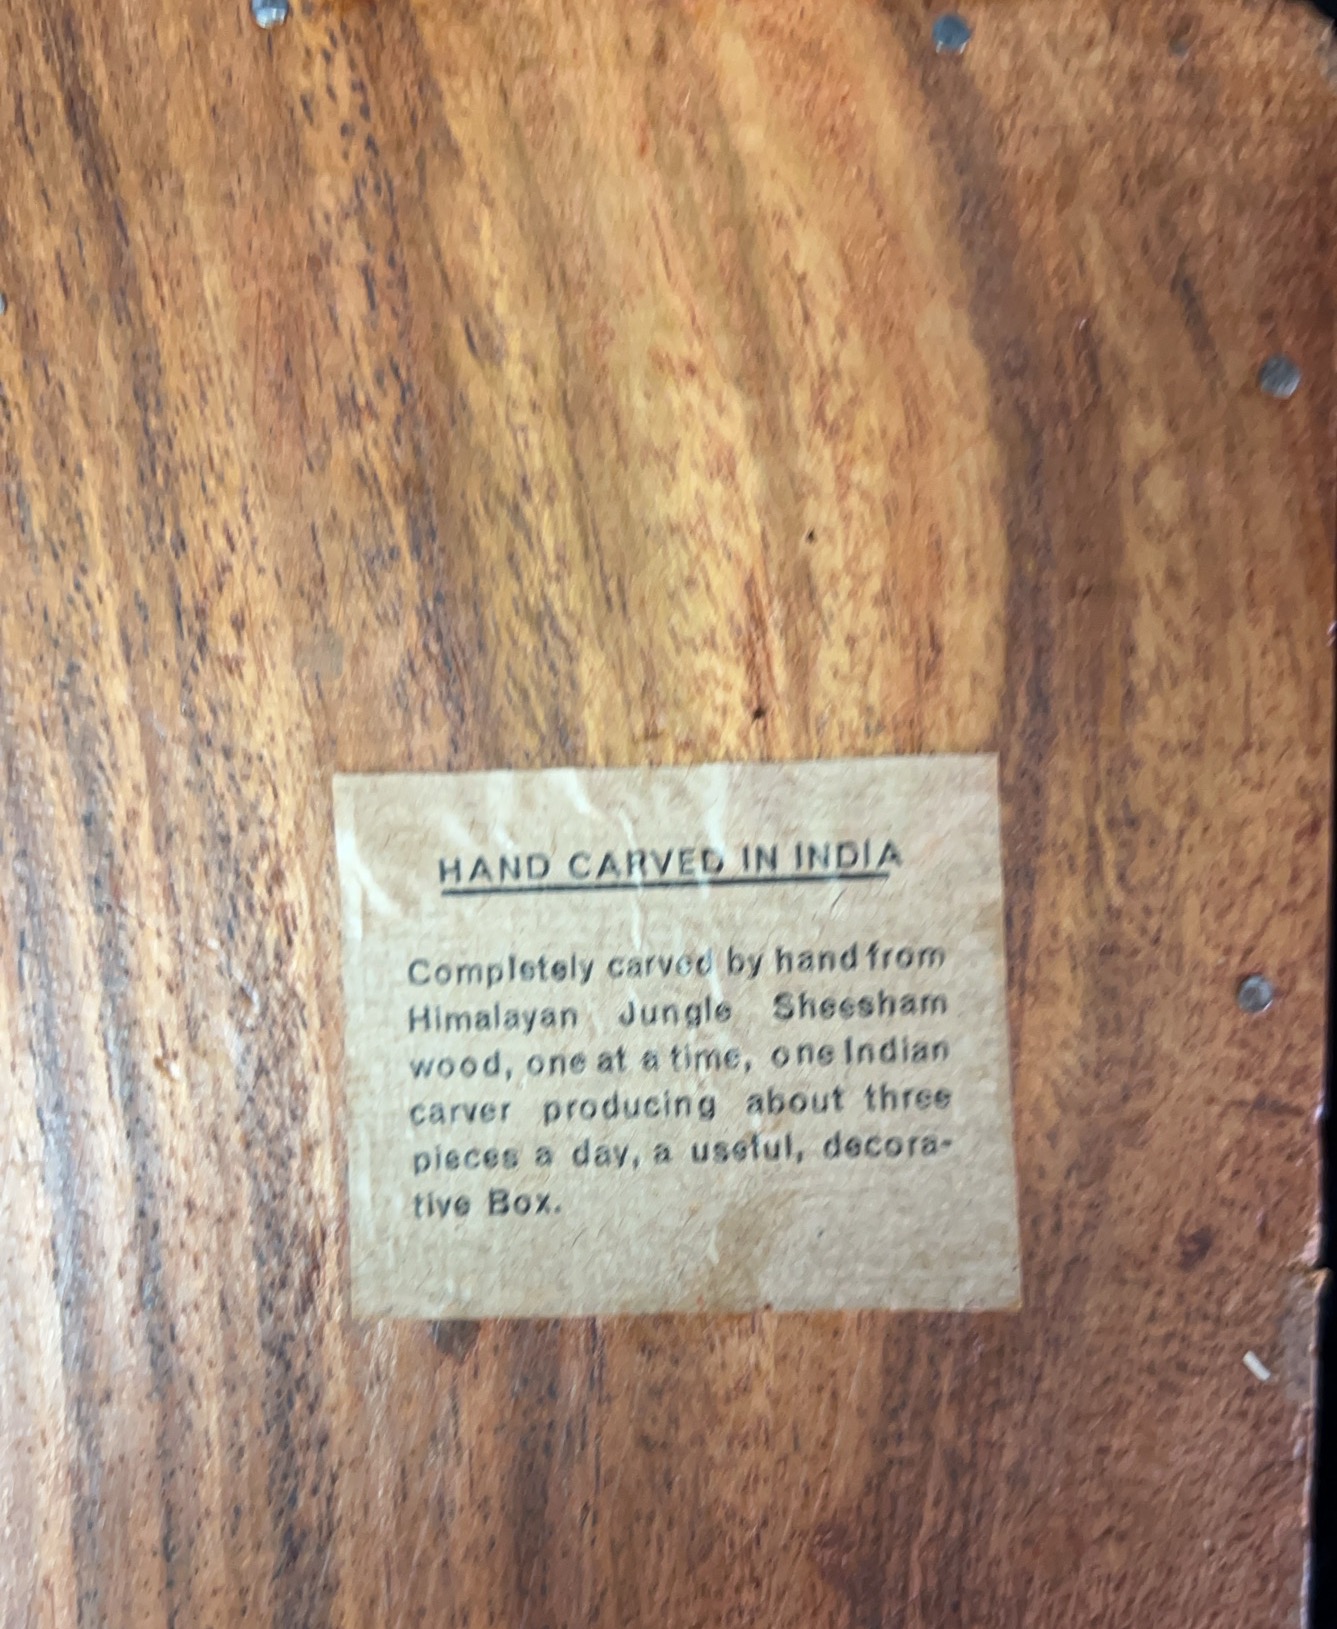 HAND CARVED IN INDIA
Completely carved by hand from
Himalayan Jungle Sheesham
wood, one at a time, one Indian
carver producing about three
pieces a day, a useful, decora-
tive Box.